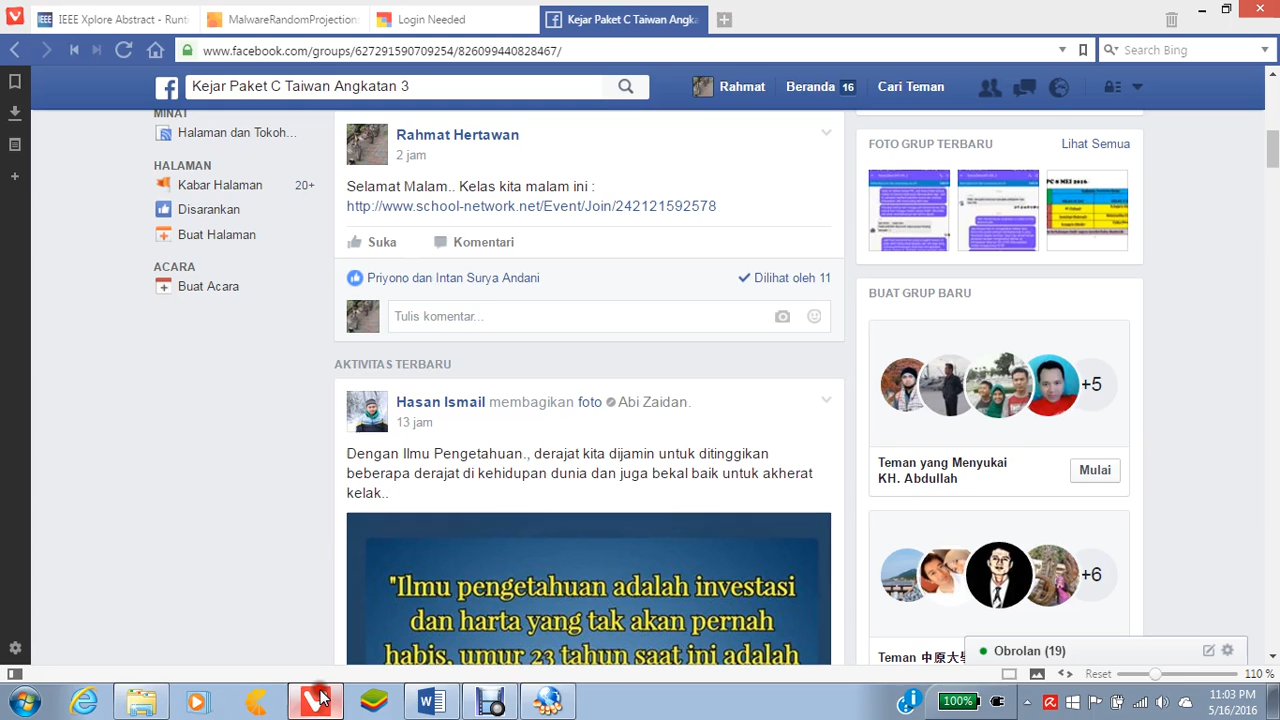 IEEE Xplore Abstract - Runti
MalwareRandomProjections
Login Needed
Kejar Paket C Taiwan Angka
www.facebook.com/groups/627291590709254/826099440828467/
Search Bing
Kejar Paket C Taiwan Angkatan 3
Rahmat
Beranda 16
Cari Teman
MINAT
Halaman dan Tokoh...
HALAMAN
Kabar Halaman 20+
Buat Halaman
ACARA
Buat Acara
Rahmat Hertawan
2 jam
Selamat Malam.. Kelas kita malam ini :
http://www.school-network.net/Event/Join/242121592578
Suka Komentari
Priyono dan Intan Surya Andani
Dilihat oleh 11
Tulis komentar...
AKTIVITAS TERBARU
Hasan Ismail membagikan foto Abi Zaidan.
13 jam
Dengan Ilmu Pengetahuan., derajat kita dijamin untuk ditinggikan
beberapa derajat di kehidupan dunia dan juga bekal baik untuk akherat
kelak..
"Ilmu pengetahuan adalah investasi
dan harta yang tak akan pernah
habis, umur 23 tahun saat ini adalah
FOTO GRUP TERBARU
Lihat Semua
BUAT GRUP BARU
+5
Teman yang Menyukai
KH. Abdullah
Mulai
+6
Teman 中原大學
Obrolan (19)
Reset
110 %
100%
11:03 PM
5/16/2016